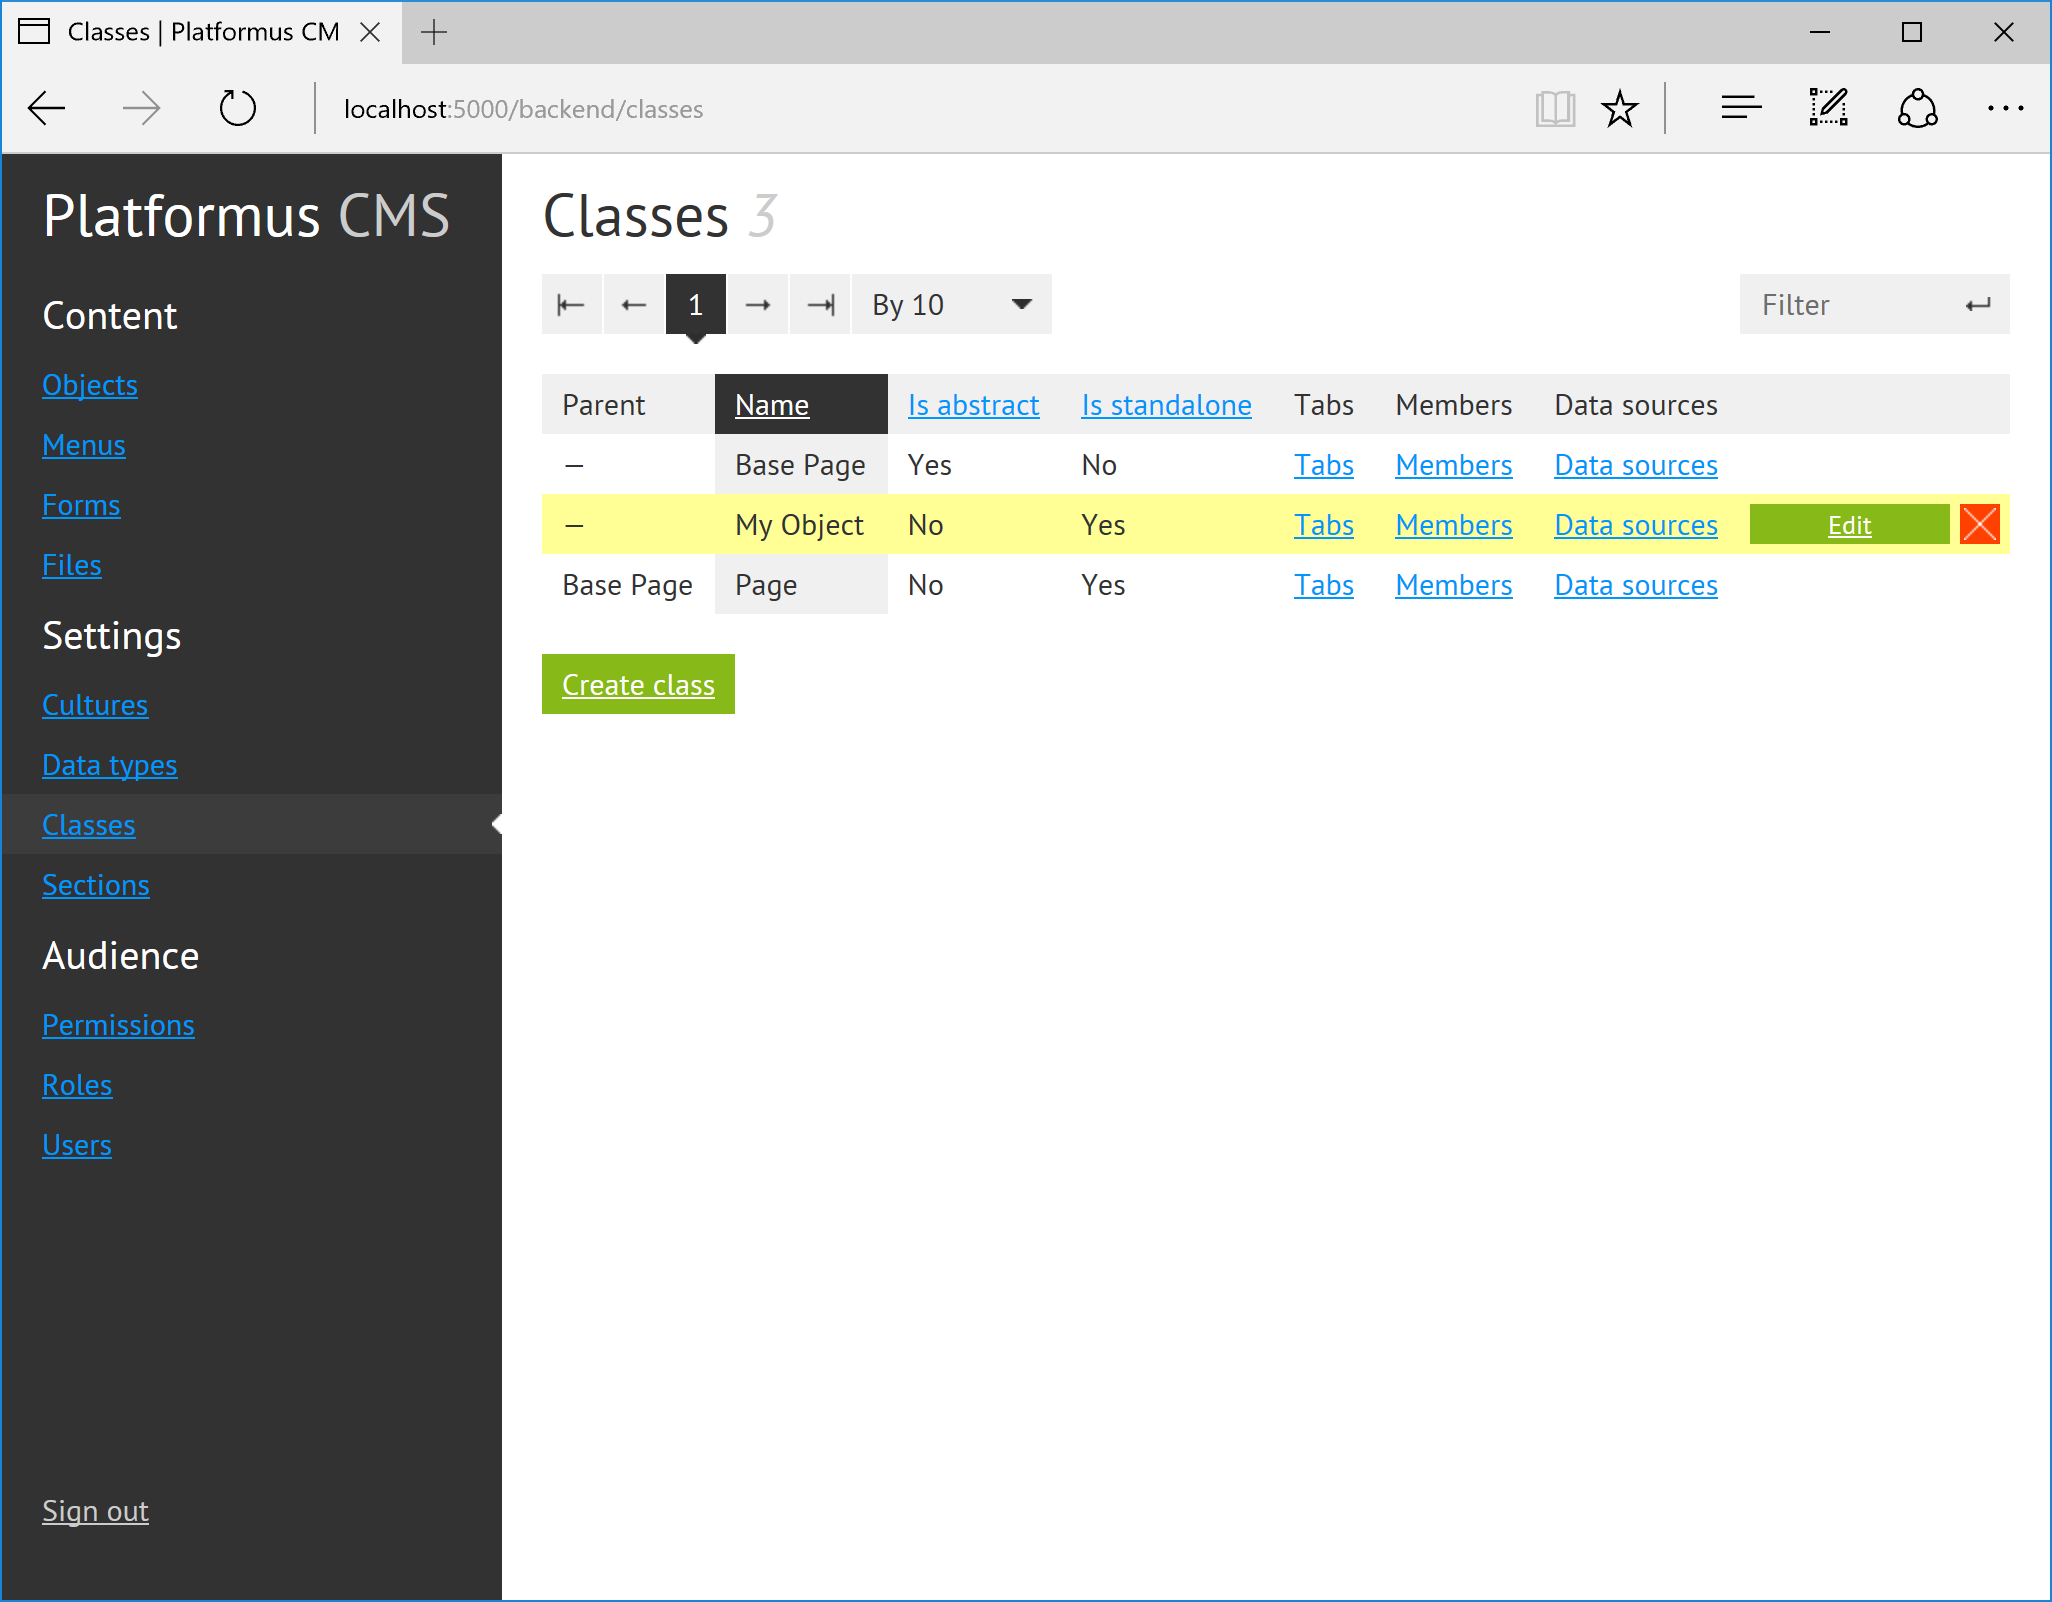 Classes | Platformus CM
localhost:5000/backend/classes
Platformus CMS
Content
Objects
Menus
Forms
Files
Settings
Cultures
Data types
Classes
Sections
Audience
Permissions
Roles
Users
Sign out
Classes 3
1 By 10 Filter
Parent Name Is abstract Is standalone Tabs Members Data sources
— Base Page Yes No Tabs Members Data sources
— My Object No Yes Tabs Members Data sources Edit
Base Page Page No Yes Tabs Members Data sources
Create class